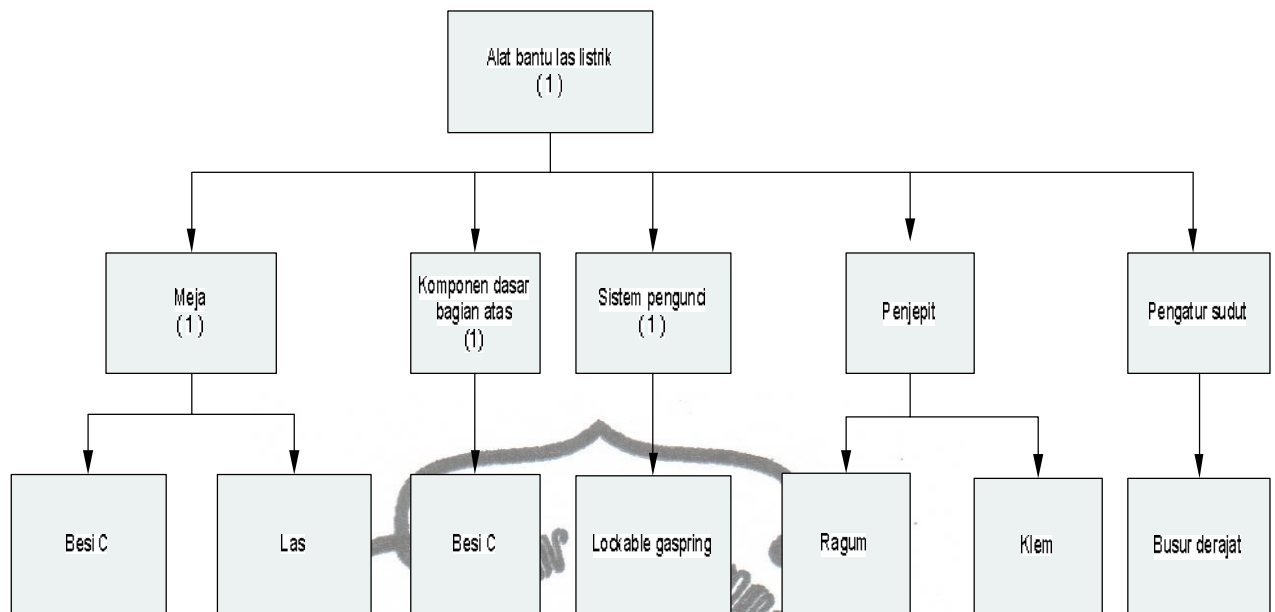 Alat bantu las listrik
(1)
Meja
(1)
Komponen dasar
bagian atas
(1)
Sistem pengunci
(1)
Penjepit
Pengatur sudut
Besi C
Las
Besi C
Lockable gaspring
Ragum
Klem
Busur derajat